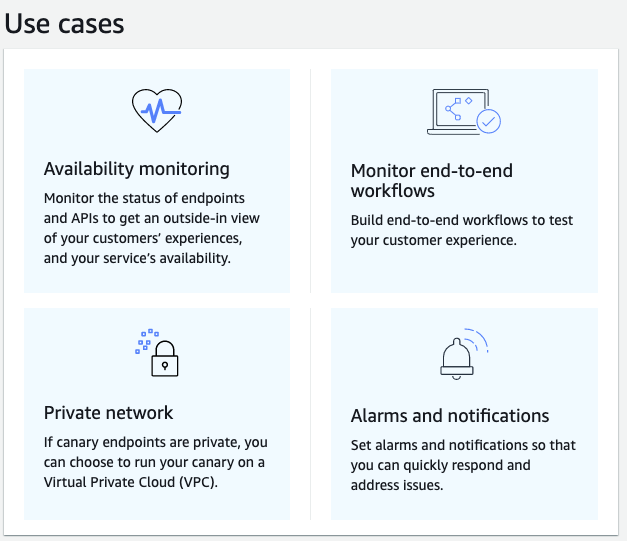 Use cases
Availability monitoring
Monitor the status of endpoints
and APIs to get an outside-in view
of your customers’ experiences,
and your service’s availability.
Monitor end-to-end
workflows
Build end-to-end workflows to test
your customer experience.
Private network
If canary endpoints are private, you
can choose to run your canary on a
Virtual Private Cloud (VPC).
Alarms and notifications
Set alarms and notifications so that
you can quickly respond and
address issues.